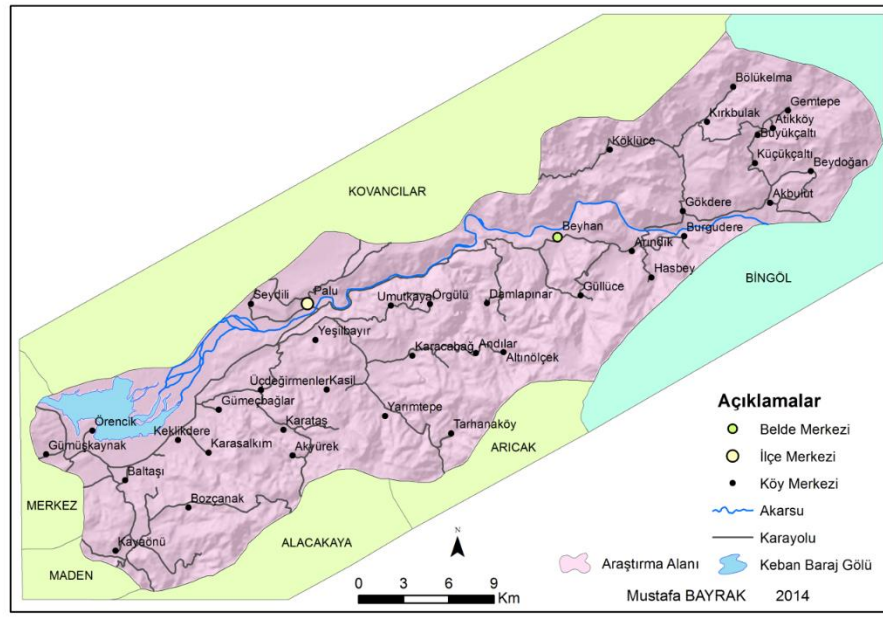 Bölükelma
Gemtepe
Kırkbulak
Atıkköy
Büyükçaltı
Köklüce
Küçükçaltı
Beydoğan
KOVANCILAR
Akbulut
Gökdere
Beyhan
Burgudere
Arındık
BİNGÖL
Hasbey
Seydili
Palu
Umutkaya
Örgülü
Damlapınar
Güllüce
Yeşilbayır
Karacabağ
Andılar
Altınölçek
Üçdeğirmenler
Kasil
Gümeçbağlar
Yarımtepe
Açıklamalar
Örencik
Karataş
Tarhanaköy
Belde Merkezi
Gümüşkaynak
Keklikdere
Karasalkım
Akyürek
ARICAK
İlçe Merkezi
Baltaşı
Köy Merkezi
MERKEZ
Bozçanak
Akarsu
Karayolu
Kayaönü
ALACAKAYA
N
MADEN
Araştırma Alanı
Keban Baraj Gölü
0 3 6 9
Km
Mustafa BAYRAK 2014